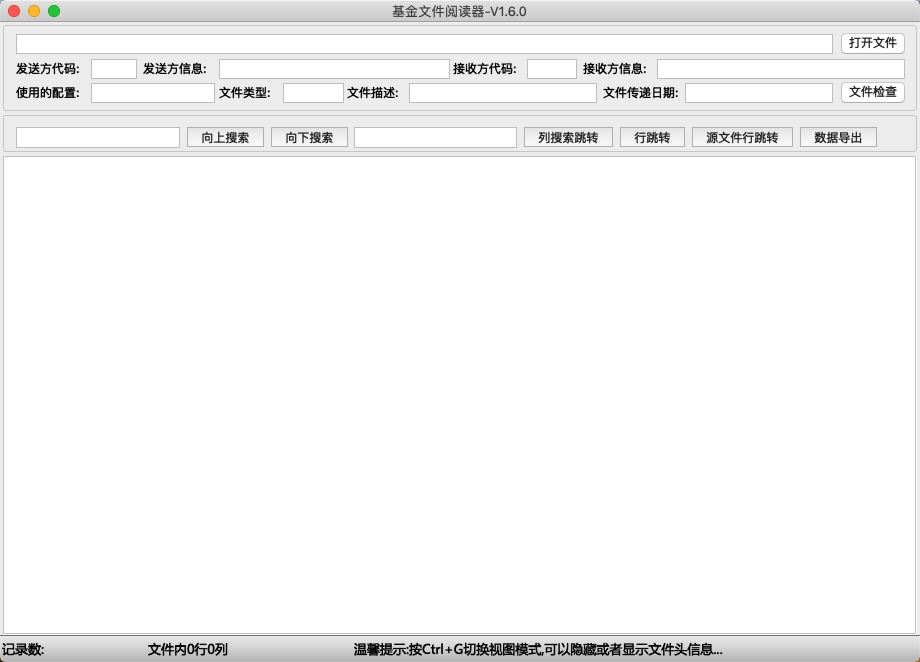 基金文件阅读器-V1.6.0
打开文件
发送方代码: 发送方信息: 接收方代码: 接收方信息:
使用的配置: 文件类型: 文件描述: 文件传递日期: 文件检查
向上搜索 向下搜索 列搜索跳转 行跳转 源文件行跳转 数据导出
记录数: 文件内0行0列 温馨提示:按Ctrl+G切换视图模式,可以隐藏或者显示文件头信息...